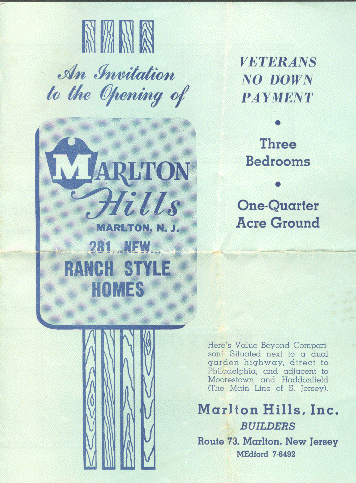 An Invitation
to the Opening of
MARLTON
Hills
MARLTON, N. J.
281...NEW...
RANCH STYLE
HOMES
VETERANS
NO DOWN
PAYMENT
•
Three
Bedrooms
•
One-Quarter
Acre Ground
Here's Value Beyond Compari-
son! Situated next to a dual
garden highway, direct to
Philadelphia, and adjacent to
Moorestown and Haddonfield
(The Main Line of S. Jersey).
Marlton Hills, Inc.
BUILDERS
Route 73, Marlton, New Jersey
MEdford 7-6492